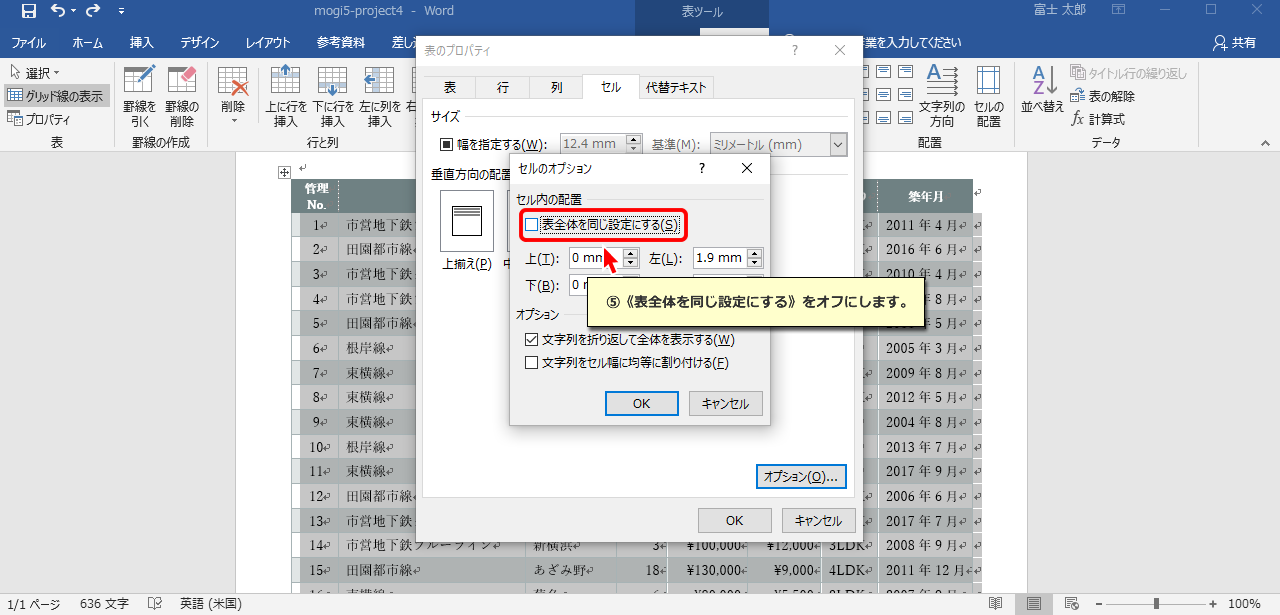 mogi5-project4 - Word
表ツール
富士 太郎
ファイル ホーム 挿入 デザイン レイアウト 参考資料 差し
業を入力してください
共有
選択
グリッド線の表示
プロパティ
表
罫線を引く
罫線の削除
罫線の作成
削除
上に行を挿入
下に行を挿入
左に列を挿入
行と列
文字列の方向
セルの配置
配置
並べ替え
タイトル行の繰り返し
表の解除
計算式
データ
表のプロパティ
表 行 列 セル 代替テキスト
サイズ
幅を指定する(W): 12.4 mm 基準(M): ミリメートル (mm)
垂直方向の配置
上揃え(P)
オプション(O)...
OK キャンセル
セルのオプション
セル内の配置
表全体を同じ設定にする(S)
上(T): 0 mm 左(L): 1.9 mm
下(B):
⑤《表全体を同じ設定にする》をオフにします。
オプション
文字列を折り返して全体を表示する(W)
文字列をセル幅に均等に割り付ける(F)
OK キャンセル
管理No. 築年月
1 市営地下鉄 2011 年 4 月
2 田園都市線 2016 年 6 月
3 市営地下鉄 2010 年 4 月
4 市営地下鉄 年 8 月
5 田園都市線 年 5 月
6 根岸線 2005 年 3 月
7 東横線 2009 年 8 月
8 東横線 2012 年 5 月
9 東横線 2004 年 8 月
10 根岸線 2013 年 7 月
11 東横線 2017 年 9 月
12 田園都市線 2006 年 6 月
13 市営地下鉄 2017 年 7 月
14 市営地下鉄ブルーライン 新横浜 3 ¥100,000 ¥12,000 3LDK 2008 年 9 月
15 田園都市線 あざみ野 18 ¥130,000 ¥9,000 4LDK 2011 年 12 月
1/1 ページ 636 文字 英語 (米国)
100%